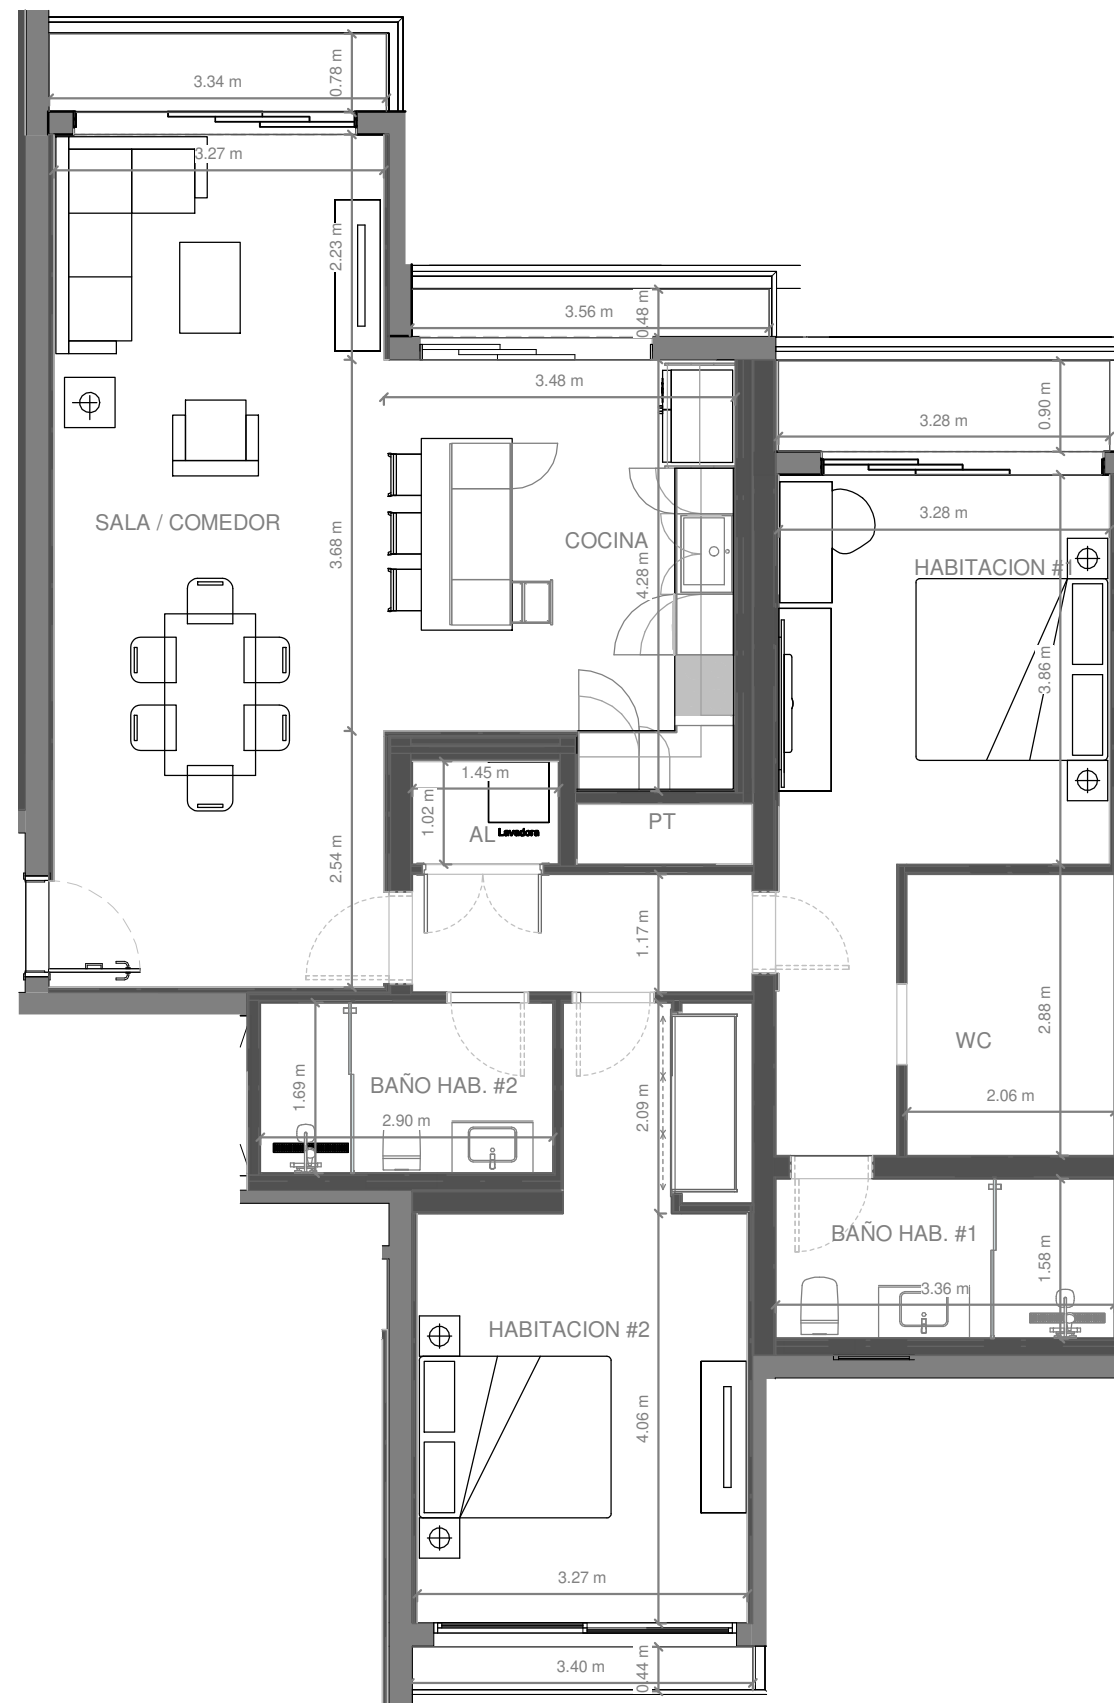 3.34 m
0.78 m
3.27 m
2.23 m
3.56 m
0.48 m
3.48 m
3.28 m
0.90 m
3.28 m
SALA / COMEDOR
COCINA
3.68 m
4.28 m
HABITACION #1
3.86 m
1.45 m
1.02 m
AL
Lavadora
PT
2.54 m
1.17 m
2.88 m
WC
2.06 m
BAÑO HAB. #2
1.69 m
2.90 m
2.09 m
BAÑO HAB. #1
1.58 m
3.36 m
HABITACION #2
4.06 m
3.27 m
3.40 m
0.44 m